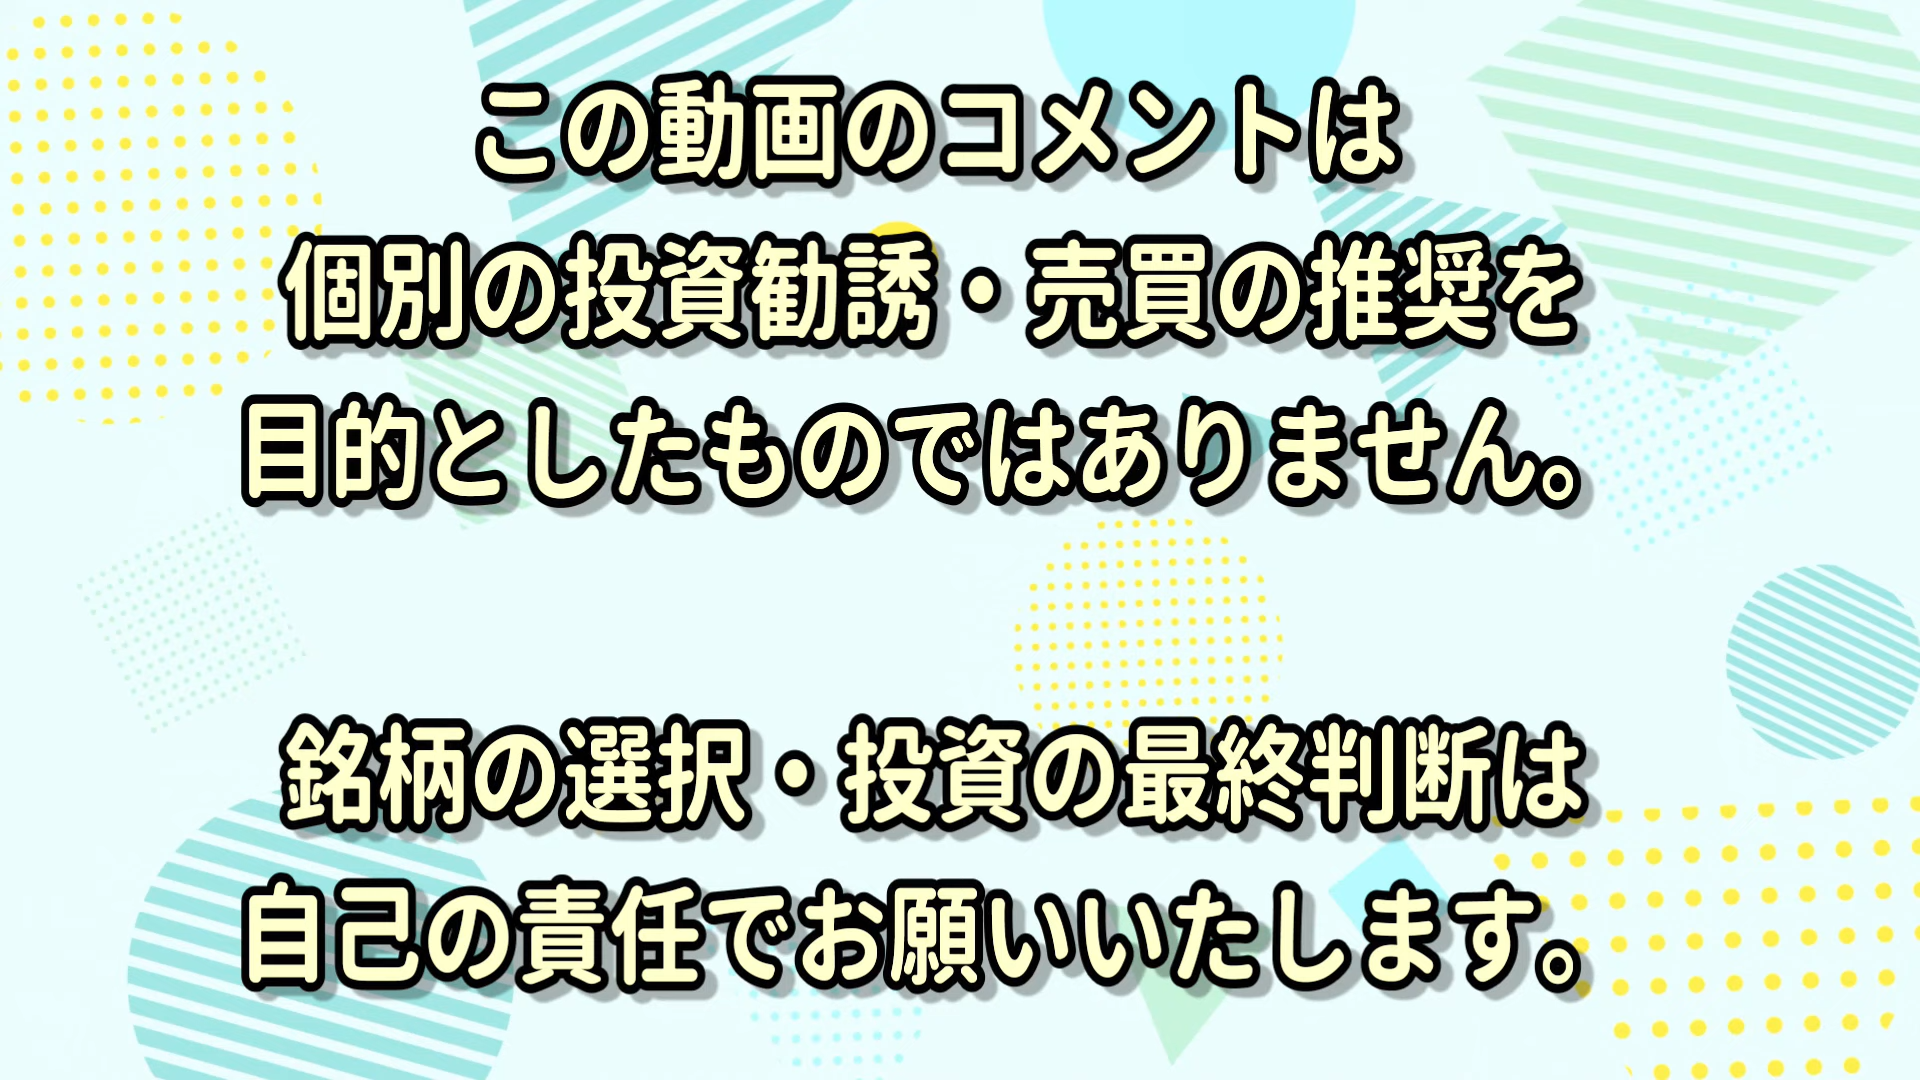 この動画のコメントは
個別の投資勧誘・売買の推奨を
目的としたものではありません。
銘柄の選択・投資の最終判断は
自己の責任でお願いいたします。